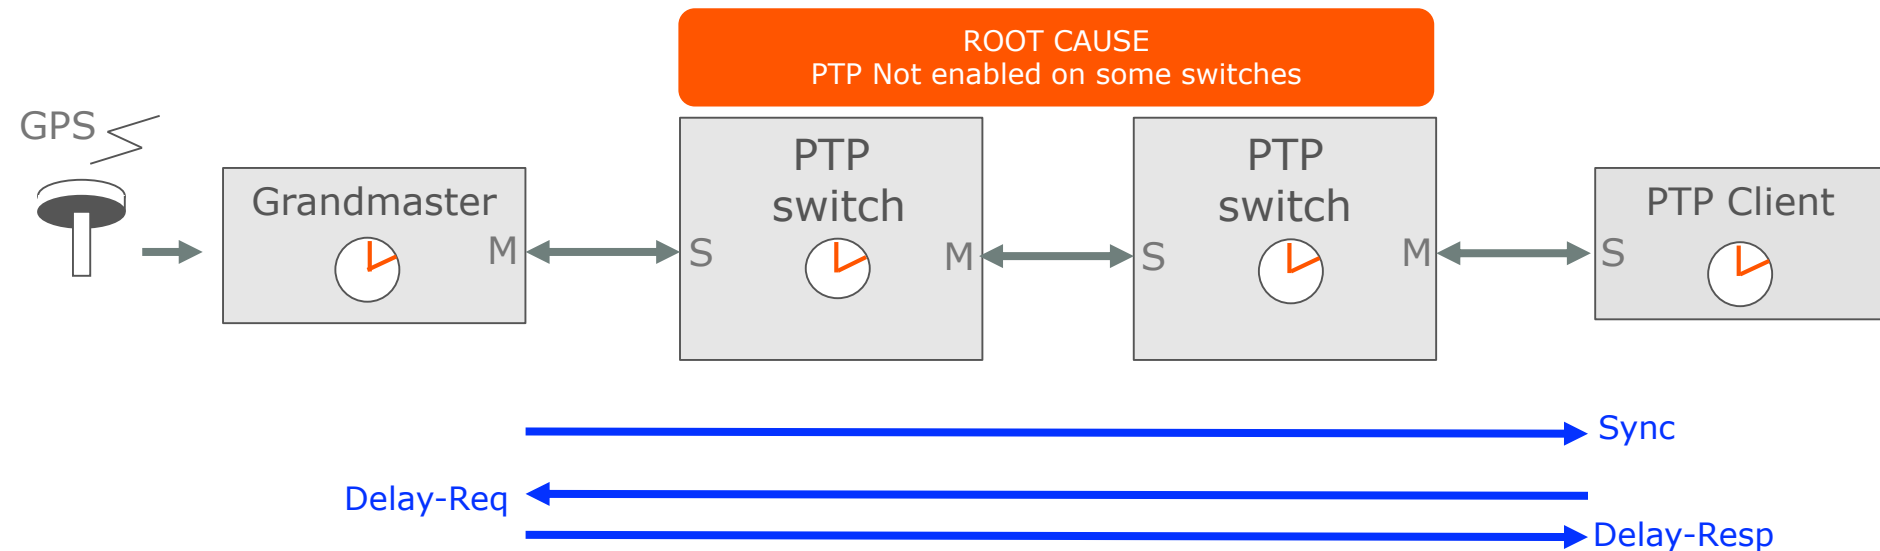 ROOT CAUSE
PTP Not enabled on some switches
GPS
Grandmaster
M
S
PTP
switch
M
S
PTP
switch
M
S
PTP Client
Sync
Delay-Req
Delay-Resp